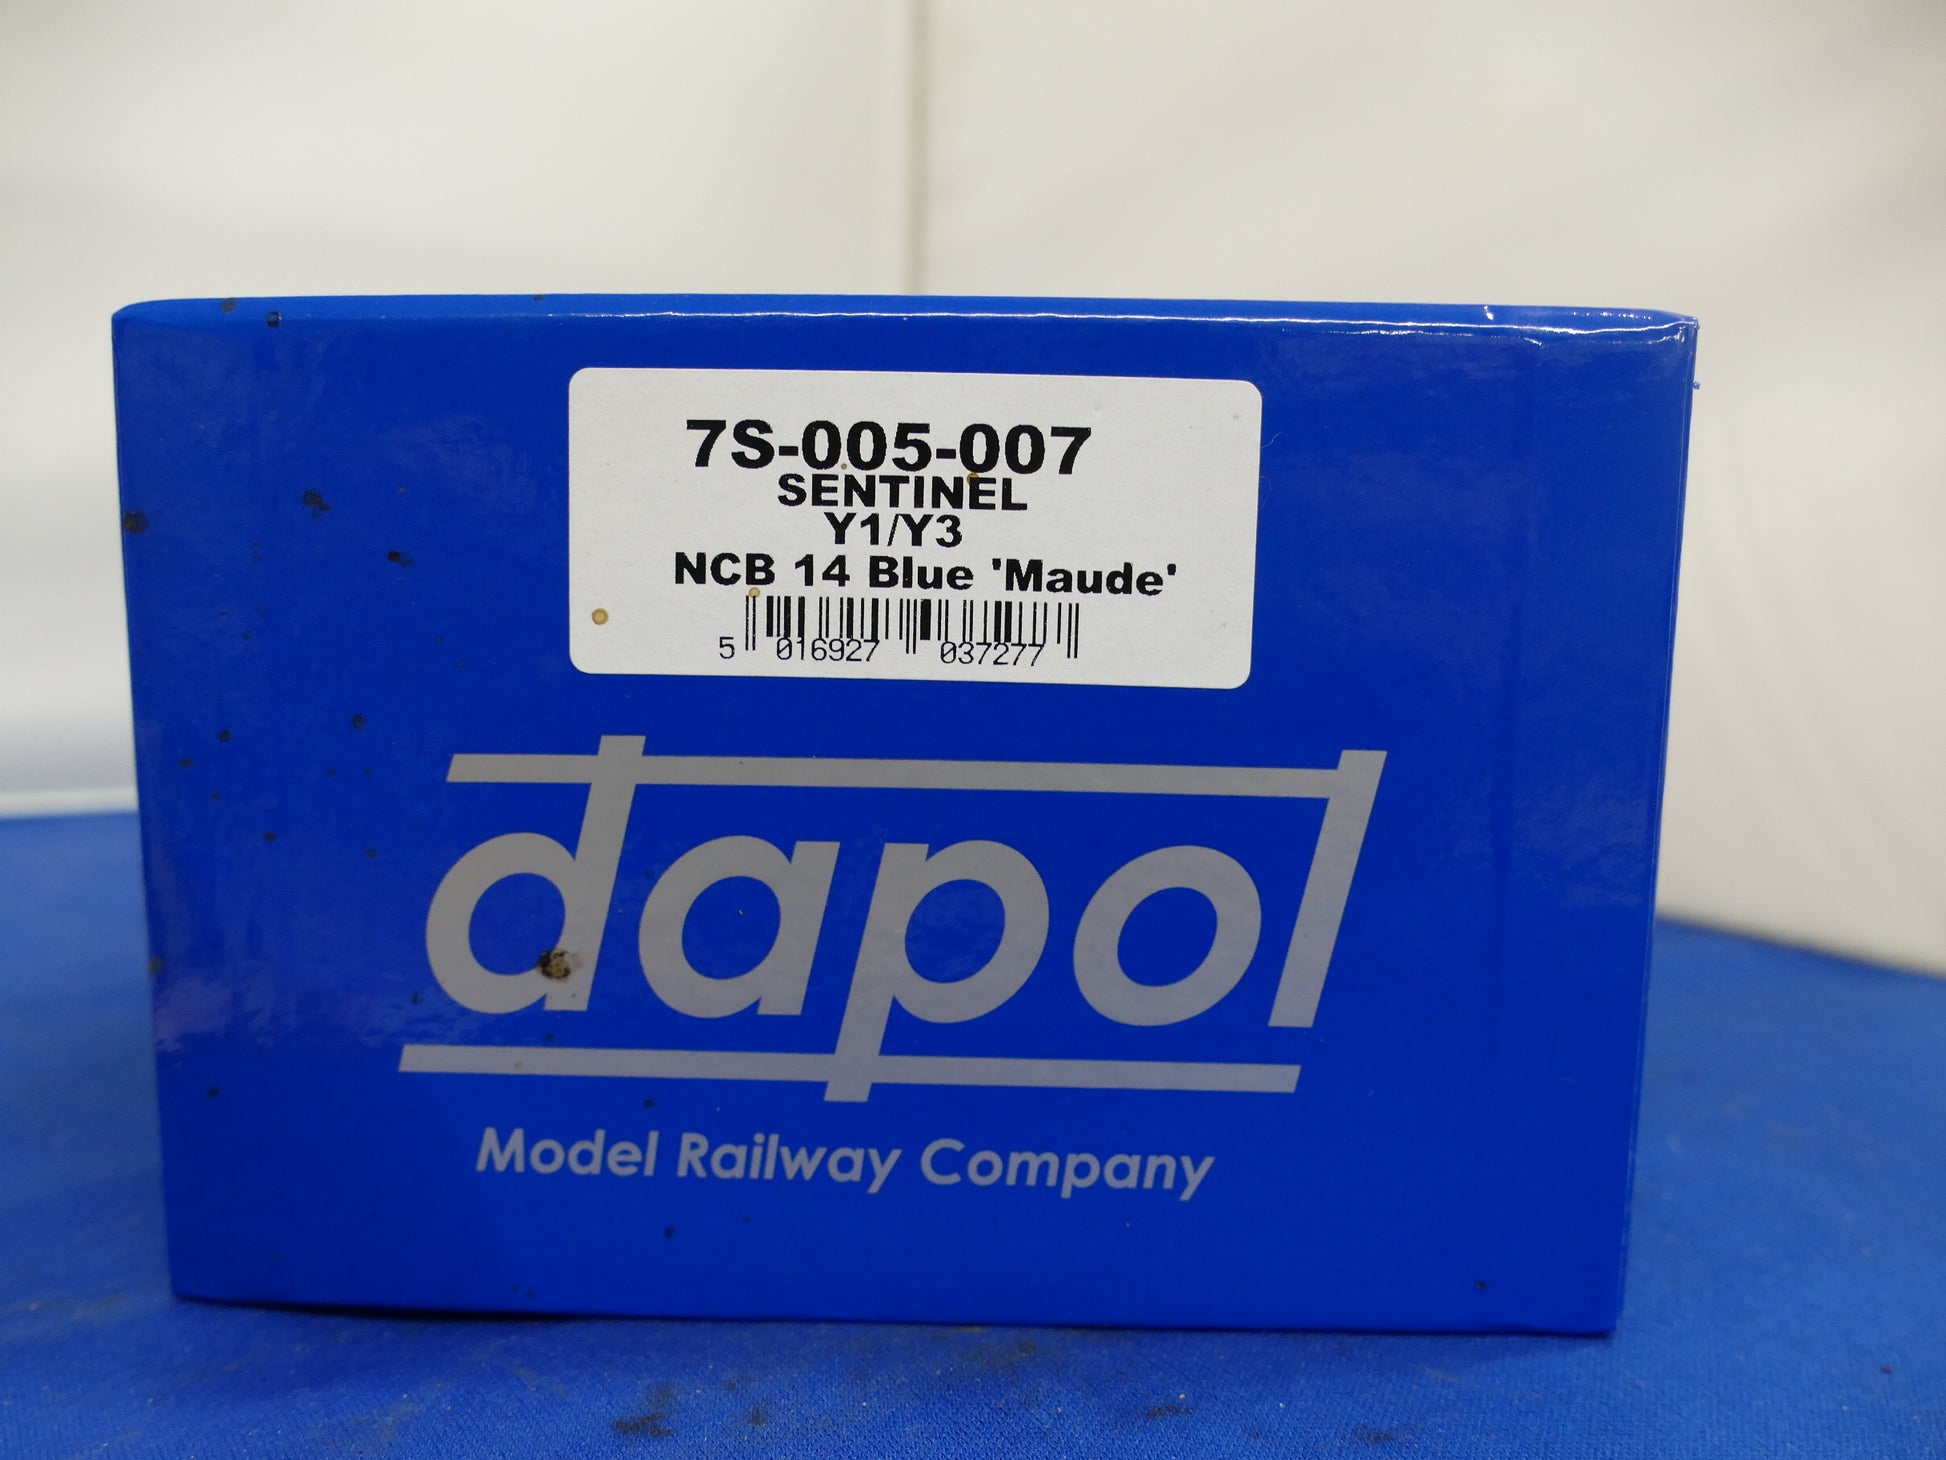 7S-005-007
SENTINEL
Y1/Y3
NCB 14 Blue 'Maude'
5 016927 037277
dapol
Model Railway Company